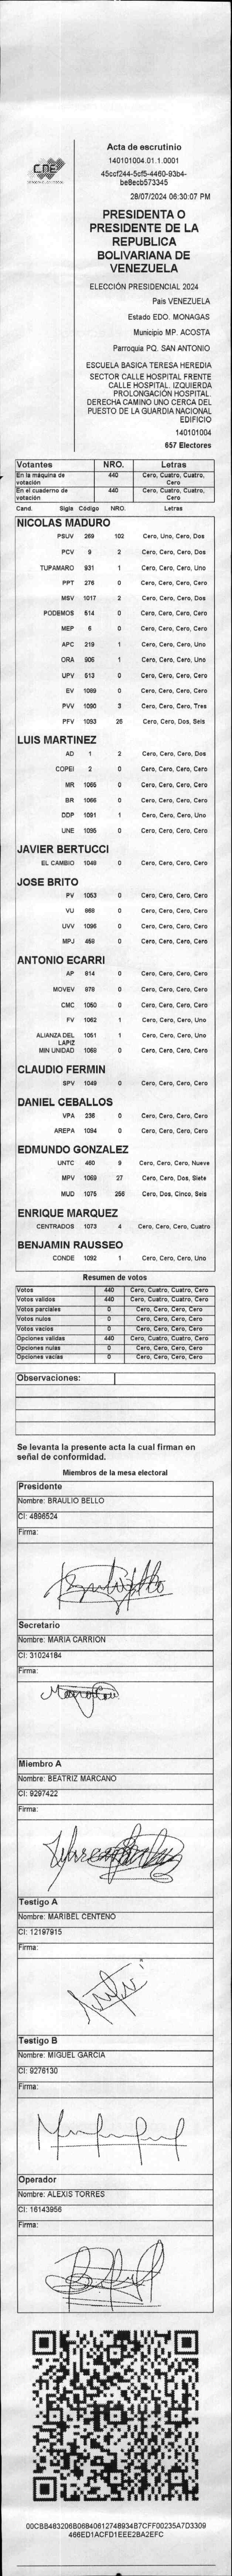 CNE
Acta de escrutinio
140101004.01.1.0001
45ccf244-5cf5-4460-93b4-
be8ecb573345
28/07/2024 06:30:07 PM
PRESIDENTA O
PRESIDENTE DE LA
REPUBLICA
BOLIVARIANA DE
VENEZUELA
ELECCIÓN PRESIDENCIAL 2024
País VENEZUELA
Estado EDO. MONAGAS
Municipio MP. ACOSTA
Parroquia PQ. SAN ANTONIO
ESCUELA BASICA TERESA HEREDIA
SECTOR CALLE HOSPITAL FRENTE
CALLE HOSPITAL. IZQUIERDA
PROLONGACIÓN HOSPITAL.
DERECHA CAMINO UNO CERCA DEL
PUESTO DE LA GUARDIA NACIONAL
EDIFICIO
140101004
657 Electores
Votantes NRO. Letras
En la máquina de votación 440 Cero, Cuatro, Cuatro, Cero
En el cuaderno de votación 440 Cero, Cuatro, Cuatro, Cero
Cand. Sigla Código NRO. Letras
NICOLAS MADURO
PSUV 269 102 Cero, Uno, Cero, Dos
PCV 9 2 Cero, Cero, Cero, Dos
TUPAMARO 931 1 Cero, Cero, Cero, Uno
PPT 276 0 Cero, Cero, Cero, Cero
MSV 1017 2 Cero, Cero, Cero, Dos
PODEMOS 514 0 Cero, Cero, Cero, Cero
MEP 6 0 Cero, Cero, Cero, Cero
APC 219 1 Cero, Cero, Cero, Uno
ORA 906 1 Cero, Cero, Cero, Uno
UPV 513 0 Cero, Cero, Cero, Cero
EV 1089 0 Cero, Cero, Cero, Cero
PVV 1090 3 Cero, Cero, Cero, Tres
PFV 1093 26 Cero, Cero, Dos, Seis
LUIS MARTINEZ
AD 1 2 Cero, Cero, Cero, Dos
COPEI 2 0 Cero, Cero, Cero, Cero
MR 1065 0 Cero, Cero, Cero, Cero
BR 1066 0 Cero, Cero, Cero, Cero
DDP 1091 1 Cero, Cero, Cero, Uno
UNE 1095 0 Cero, Cero, Cero, Cero
JAVIER BERTUCCI
EL CAMBIO 1048 0 Cero, Cero, Cero, Cero
JOSE BRITO
PV 1053 0 Cero, Cero, Cero, Cero
VU 868 0 Cero, Cero, Cero, Cero
UVV 1096 0 Cero, Cero, Cero, Cero
MPJ 458 0 Cero, Cero, Cero, Cero
ANTONIO ECARRI
AP 814 0 Cero, Cero, Cero, Cero
MOVEV 878 0 Cero, Cero, Cero, Cero
CMC 1050 0 Cero, Cero, Cero, Cero
FV 1062 1 Cero, Cero, Cero, Uno
ALIANZA DEL LAPIZ 1051 1 Cero, Cero, Cero, Uno
MIN UNIDAD 1068 0 Cero, Cero, Cero, Cero
CLAUDIO FERMIN
SPV 1049 0 Cero, Cero, Cero, Cero
DANIEL CEBALLOS
VPA 236 0 Cero, Cero, Cero, Cero
AREPA 1094 0 Cero, Cero, Cero, Cero
EDMUNDO GONZALEZ
UNTC 460 9 Cero, Cero, Cero, Nueve
MPV 1069 27 Cero, Cero, Dos, Siete
MUD 1075 256 Cero, Dos, Cinco, Seis
ENRIQUE MARQUEZ
CENTRADOS 1073 4 Cero, Cero, Cero, Cuatro
BENJAMIN RAUSSEO
CONDE 1092 1 Cero, Cero, Cero, Uno
Resumen de votos
Votos 440 Cero, Cuatro, Cuatro, Cero
Votos validos 440 Cero, Cuatro, Cuatro, Cero
Votos parciales 0 Cero, Cero, Cero, Cero
Votos nulos 0 Cero, Cero, Cero, Cero
Votos vacíos 0 Cero, Cero, Cero, Cero
Opciones validas 440 Cero, Cuatro, Cuatro, Cero
Opciones nulas 0 Cero, Cero, Cero, Cero
Opciones vacías 0 Cero, Cero, Cero, Cero
Observaciones:
Se levanta la presente acta la cual firman en
señal de conformidad.
Miembros de la mesa electoral
Presidente
Nombre: BRAULIO BELLO
CI: 4896524
Firma:
Secretario
Nombre: MARIA CARRION
CI: 31024184
Firma:
Miembro A
Nombre: BEATRIZ MARCANO
CI: 9297422
Firma:
Testigo A
Nombre: MARIBEL CENTENO
CI: 12197915
Firma:
Testigo B
Nombre: MIGUEL GARCIA
CI: 9276130
Firma:
Operador
Nombre: ALEXIS TORRES
CI: 16143956
Firma:
00CBB483206B06840612748934B7CFF00235A7D3309
466ED1ACFD1EEE2BA2EFC